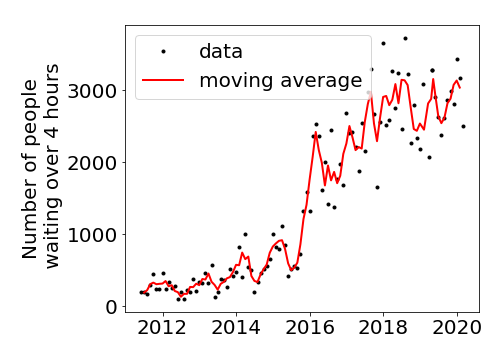 data
moving average
Number of people
waiting over 4 hours
3000
2000
1000
0
2012 2014 2016 2018 2020